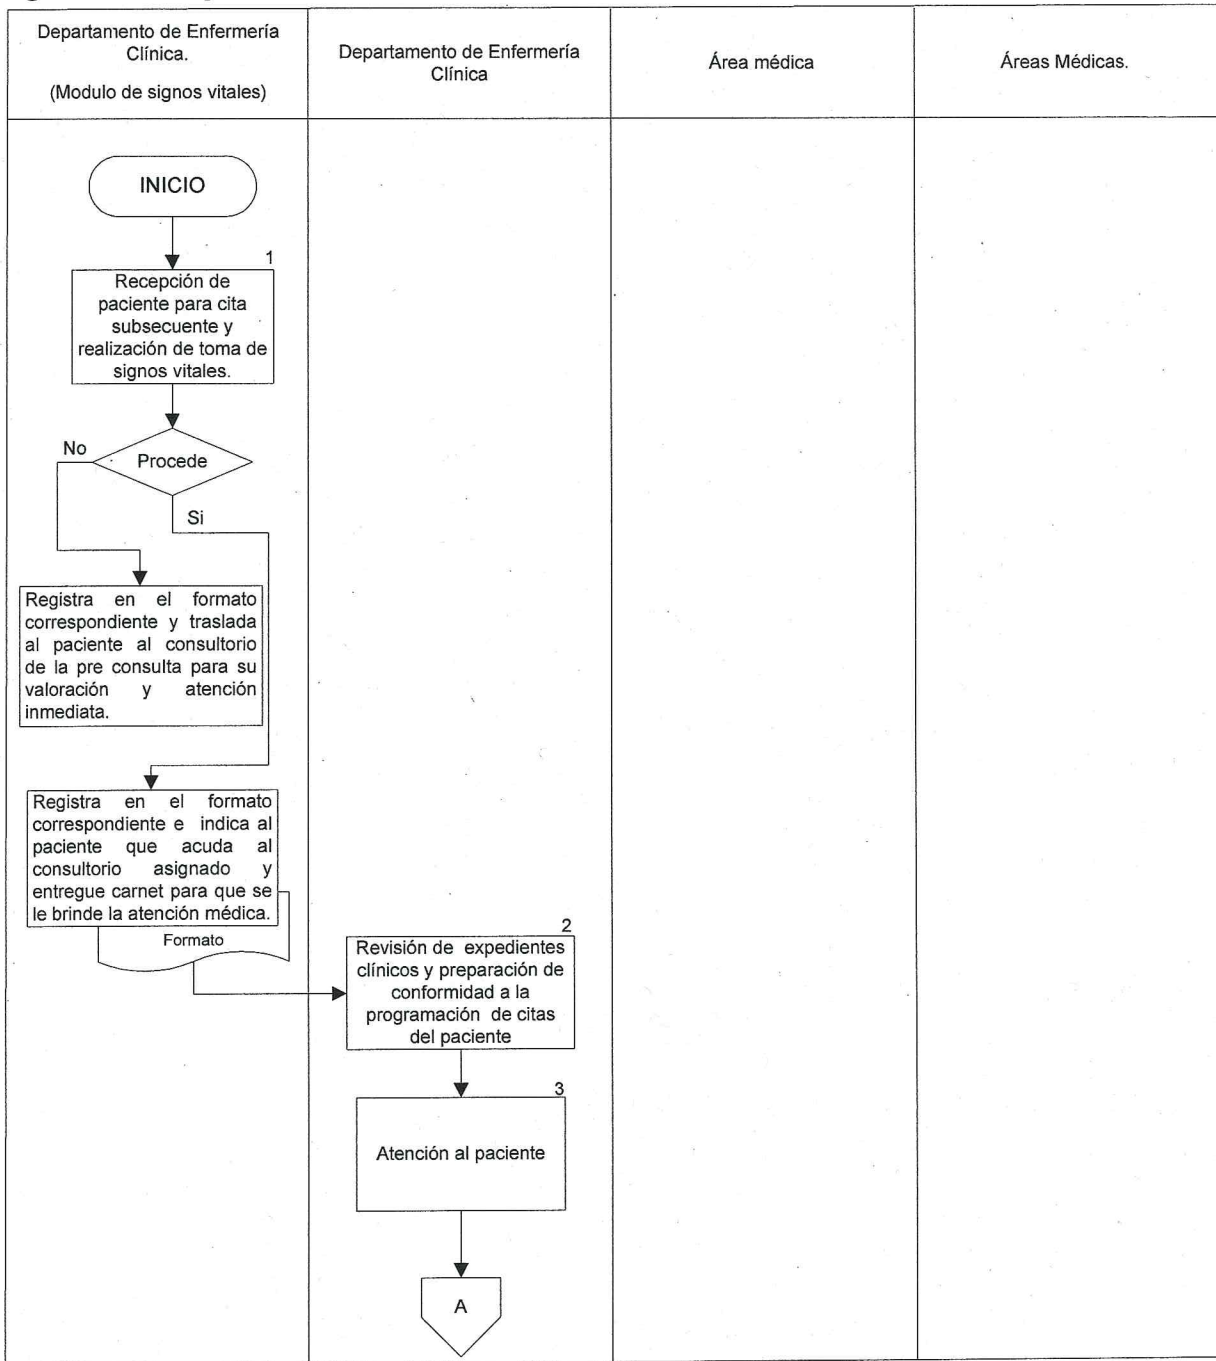 Departamento de Enfermería
Clínica.
(Modulo de signos vitales)
Departamento de Enfermería
Clínica
Área médica
Áreas Médicas.
INICIO
1
Recepción de
paciente para cita
subsecuente y
realización de toma de
signos vitales.
No
Procede
Si
Registra en el formato
correspondiente y traslada
al paciente al consultorio
de la pre consulta para su
valoración y atención
inmediata.
Registra en el formato
correspondiente e indica al
paciente que acuda al
consultorio asignado y
entregue carnet para que se
le brinde la atención médica.
Formato
2
Revisión de expedientes
clínicos y preparación de
conformidad a la
programación de citas
del paciente
3
Atención al paciente
A